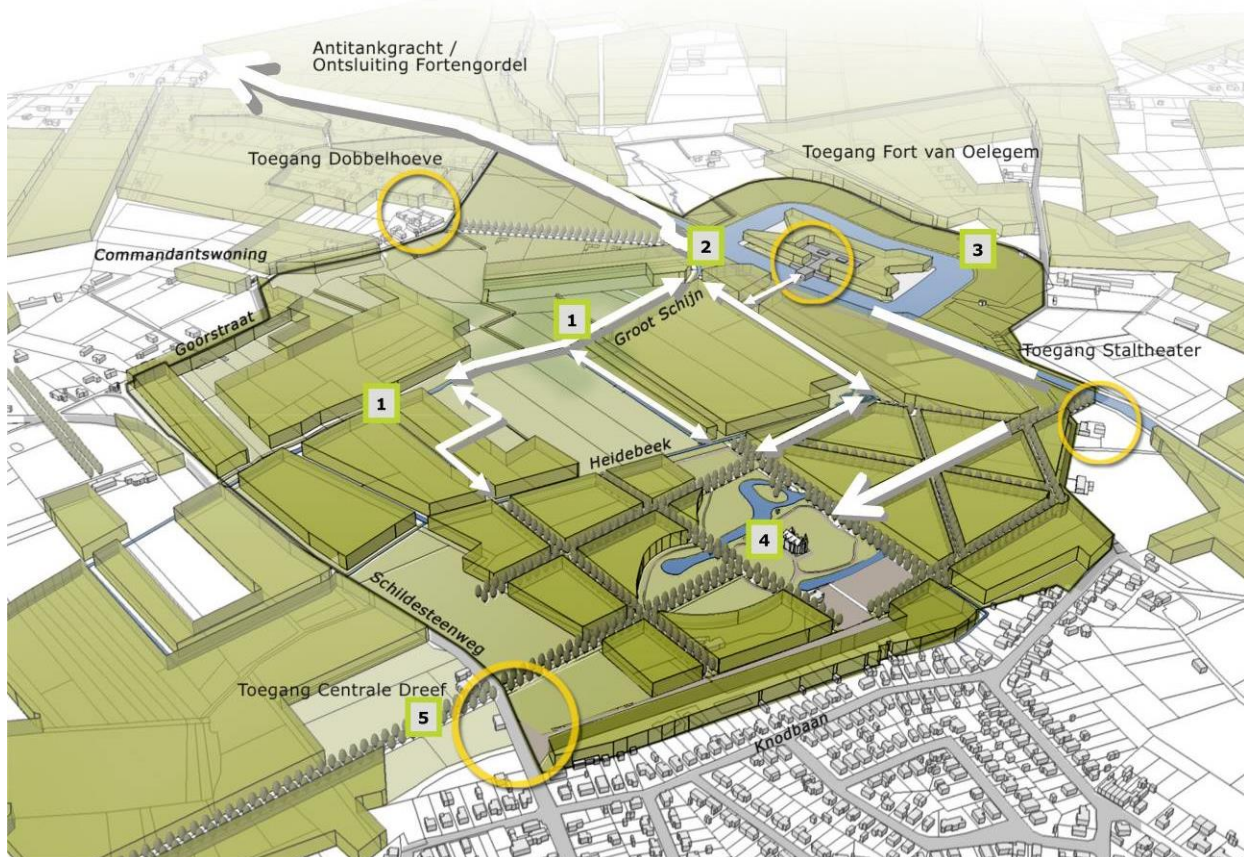 Antitankgracht /
Ontsluiting Fortengordel
Toegang Dobbelhoeve
Toegang Fort van Oelegem
Commandantswoning
2
3
Goorstraat
1
Groot Schijn
Toegang Staltheater
1
Heidebeek
4
Schildesteenweg
Toegang Centrale Dreef
5
Knodbaan